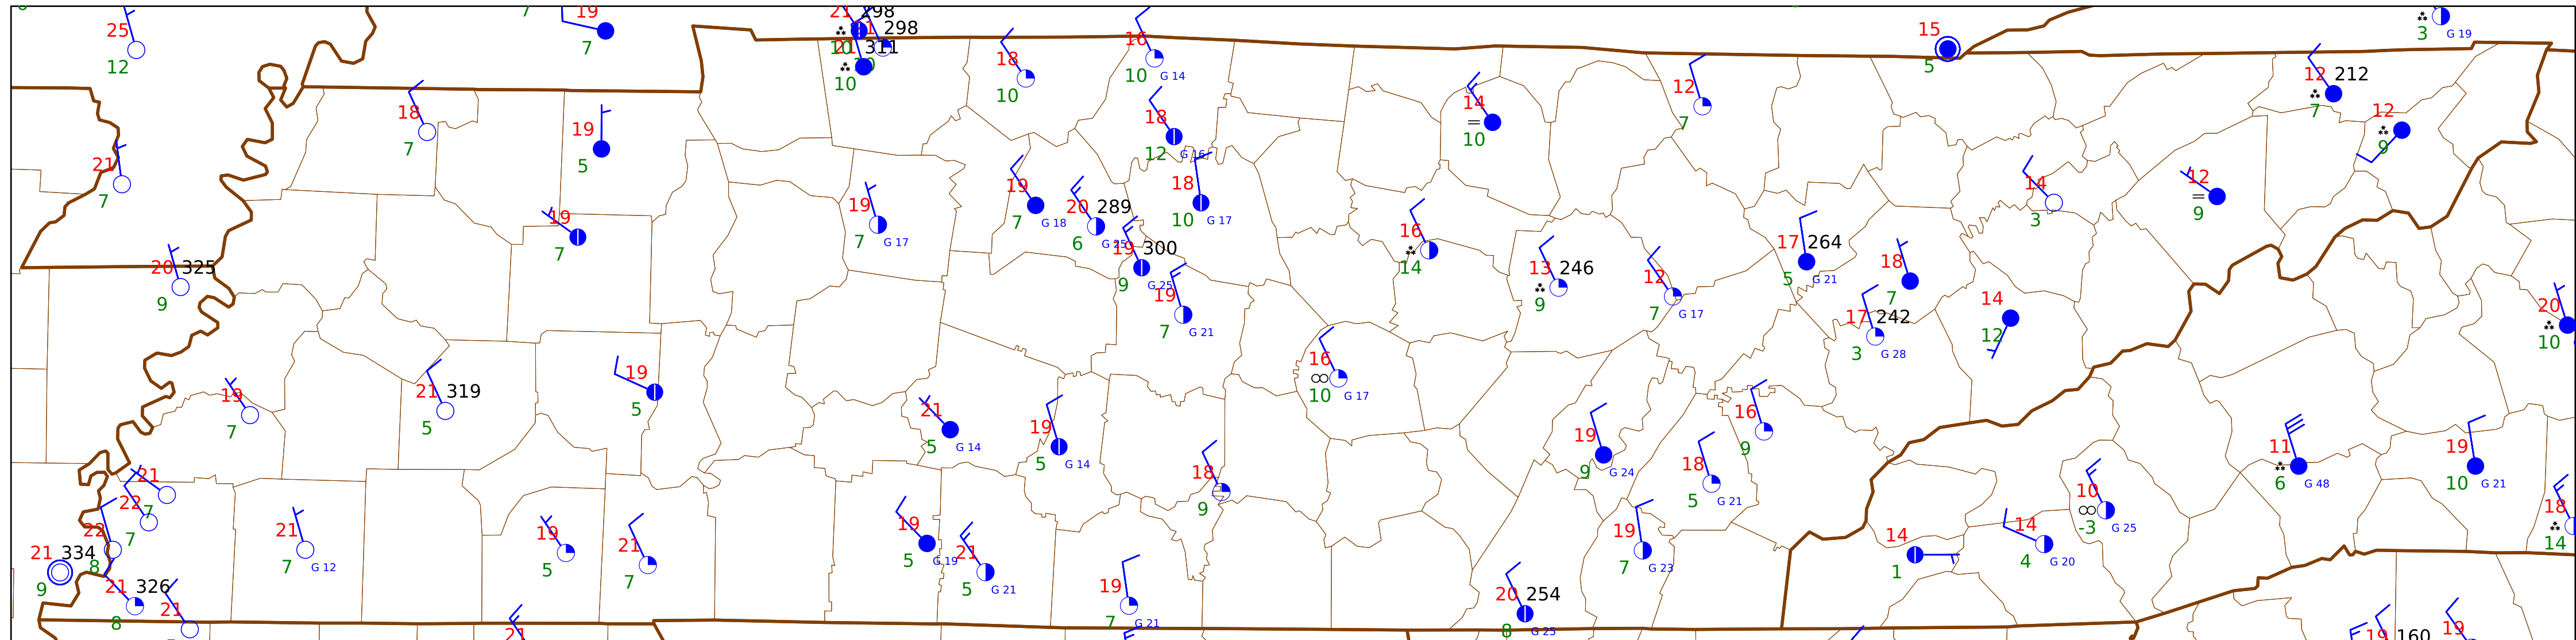 7 19 21 298
25 15 3 G 19
7 10 11 298
12 21 311 18 16 5
10 10 10 G 14 12 12 212
18 14 7
19 18 7 12
= 10 9
7 5 12 G 16
21 18 14 12
7 19 19 20 289 10 G 17 3 = 9
19 7 G 18 16
7 7 G 17 6 G 25 17 264
20 325 19 300 14 13 246 12 18
9 9 G 25 9 7 G 17 5 G 21 7
19 14 20
7 G 21 17 242 12
16 3 G 28 10
19 21 319 19 ∞ 10 G 17
7 5 5 21 19 16
5 G 14 5 G 14 19 9 11 19
21 18 9 G 24 18 6 G 48 10 G 21
22 7 9 5 G 21 10
22 7 21 19 21 19 21 19 ∞ -3 G 25 18
21 334 8 7 G 12 5 7 5 G 19 5 G 21 7 G 23 14 14 14
9 21 326 19 20 254 1 4 G 20
8 21 7 G 21 8 G 25
21 19 160 19